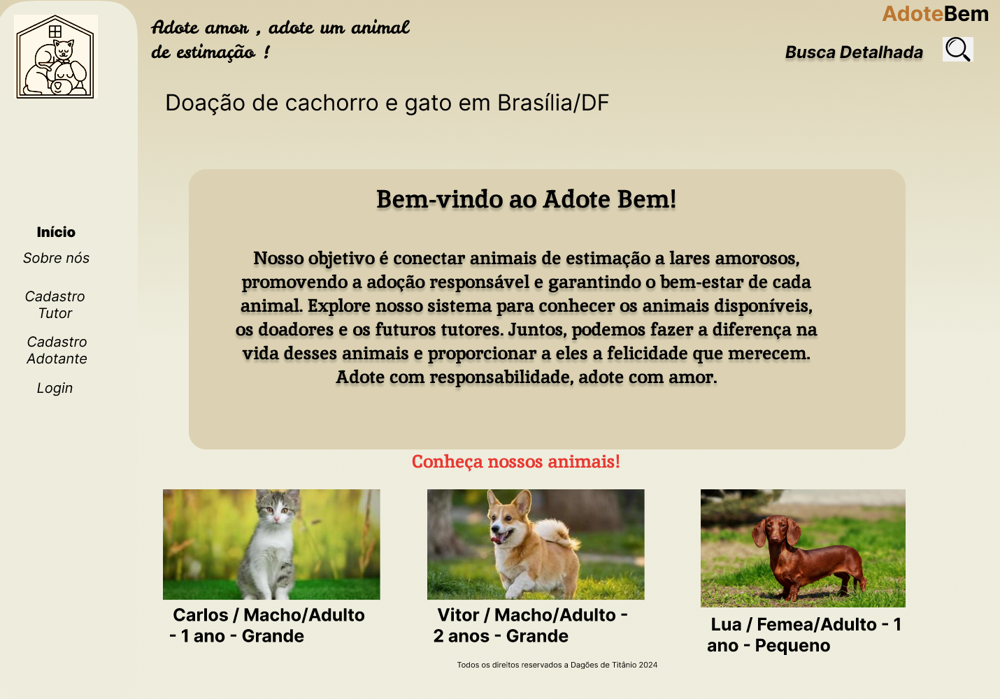 Adote amor , adote um animal
de estimação !
AdoteBem
Busca Detalhada
Doação de cachorro e gato em Brasília/DF
Início
Sobre nós
Cadastro
Tutor
Cadastro
Adotante
Login
Bem-vindo ao Adote Bem!
Nosso objetivo é conectar animais de estimação a lares amorosos,
promovendo a adoção responsável e garantindo o bem-estar de cada
animal. Explore nosso sistema para conhecer os animais disponíveis,
os doadores e os futuros tutores. Juntos, podemos fazer a diferença na
vida desses animais e proporcionar a eles a felicidade que merecem.
Adote com responsabilidade, adote com amor.
Conheça nossos animais!
Carlos / Macho/Adulto
- 1 ano - Grande
Vitor / Macho/Adulto -
2 anos - Grande
Lua / Femea/Adulto - 1
ano - Pequeno
Todos os direitos reservados a Dagões de Titânio 2024